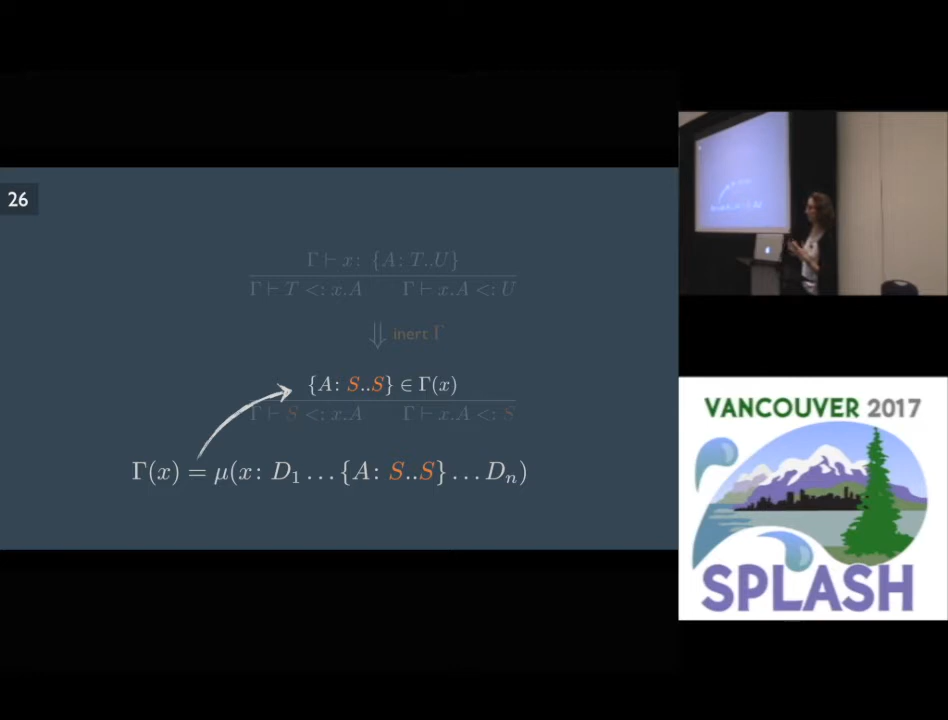 26
Γ ⊢ x : {A : T..U}
Γ ⊢ T <: x.A Γ ⊢ x.A <: U
⇓ inert Γ
{A : S..S} ∈ Γ(x)
Γ ⊢ S <: x.A Γ ⊢ x.A <: S
Γ(x) = μ(x : D₁ … {A : S..S} … Dₙ)
VANCOUVER 2017
SPLASH